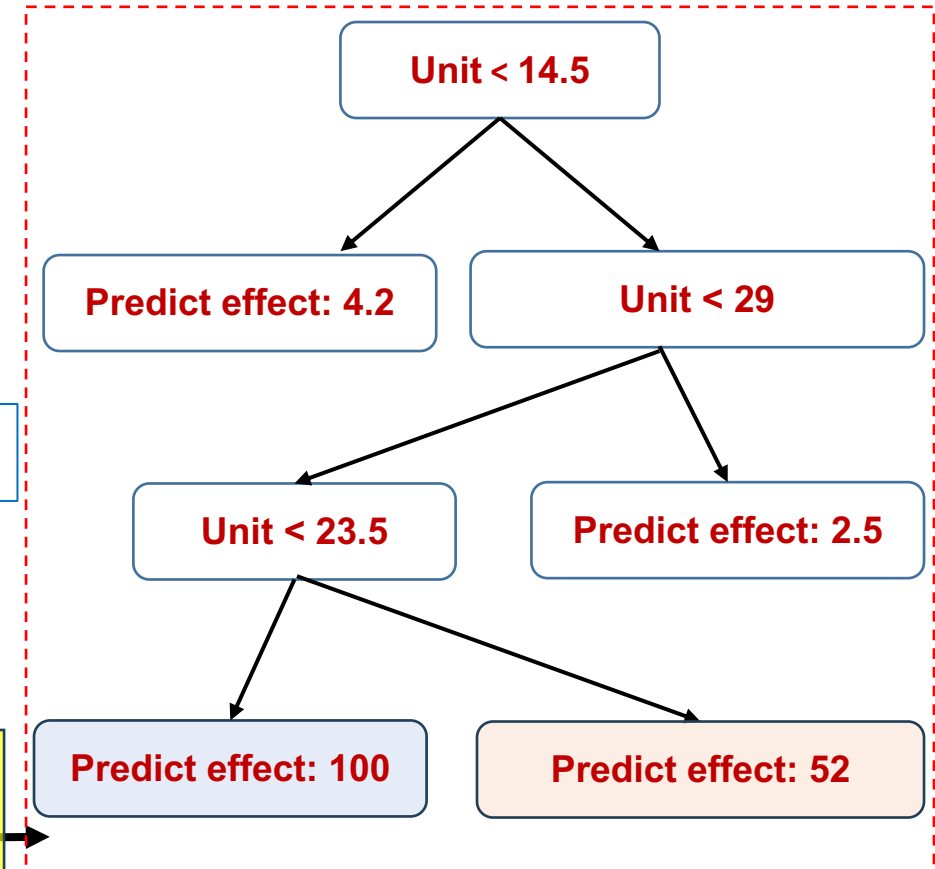 Unit < 14.5
Predict effect: 4.2
Unit < 29
Unit < 23.5
Predict effect: 2.5
Predict effect: 100
Predict effect: 52